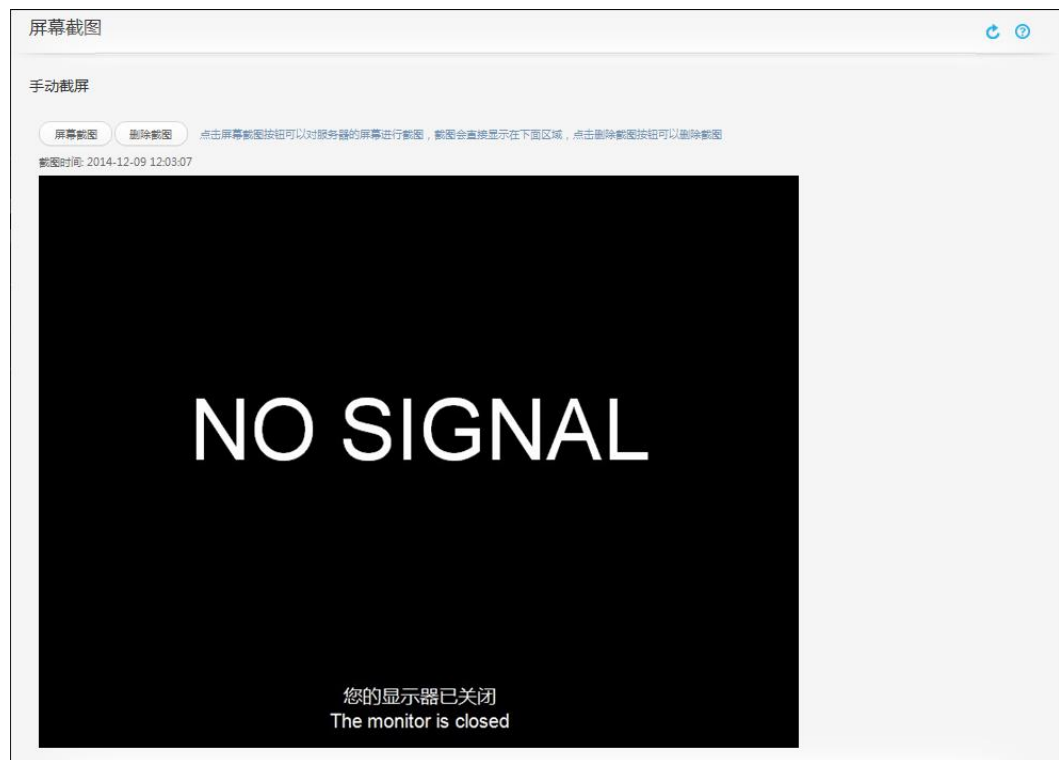 屏幕截图
手动截屏
屏幕截图 删除截图 点击屏幕截图按钮可以对服务器的屏幕进行截图，截图会直接显示在下面区域，点击删除截图按钮可以删除截图
截图时间: 2014-12-09 12:03:07
NO SIGNAL
您的显示器已关闭
The monitor is closed